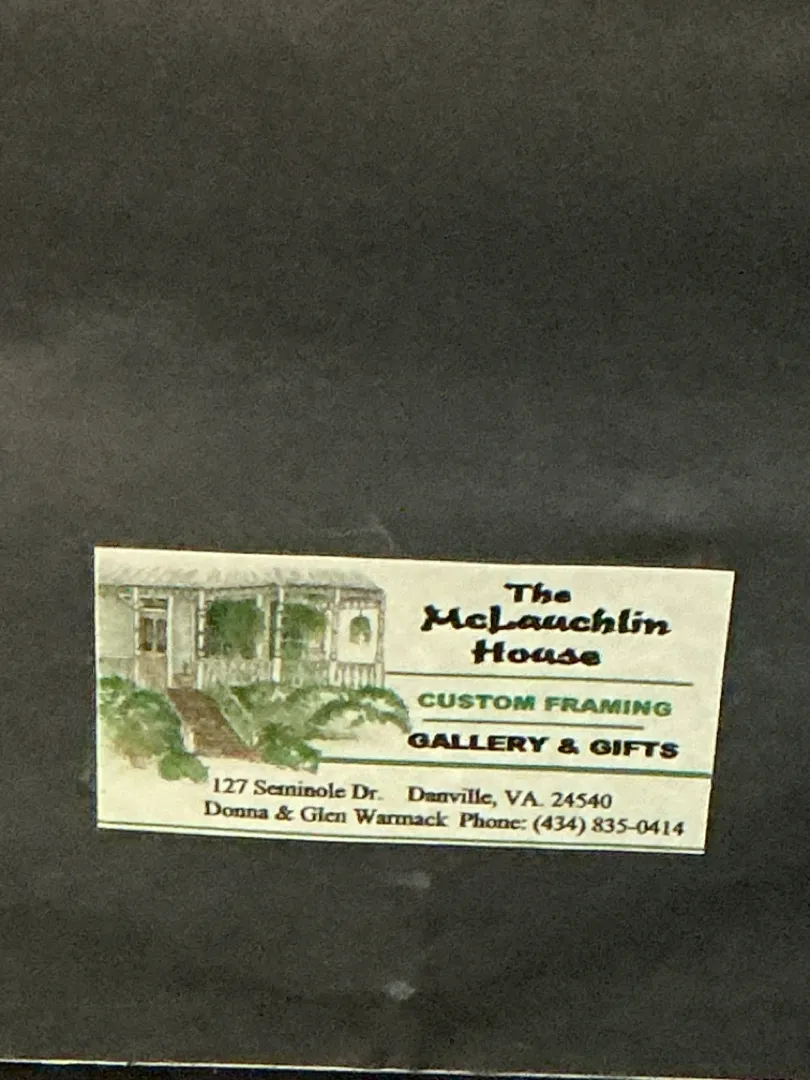 The
McLauchlin
House
CUSTOM FRAMING
GALLERY & GIFTS
127 Seminole Dr. Danville, VA. 24540
Donna & Glen Warmack Phone: (434) 835-0414